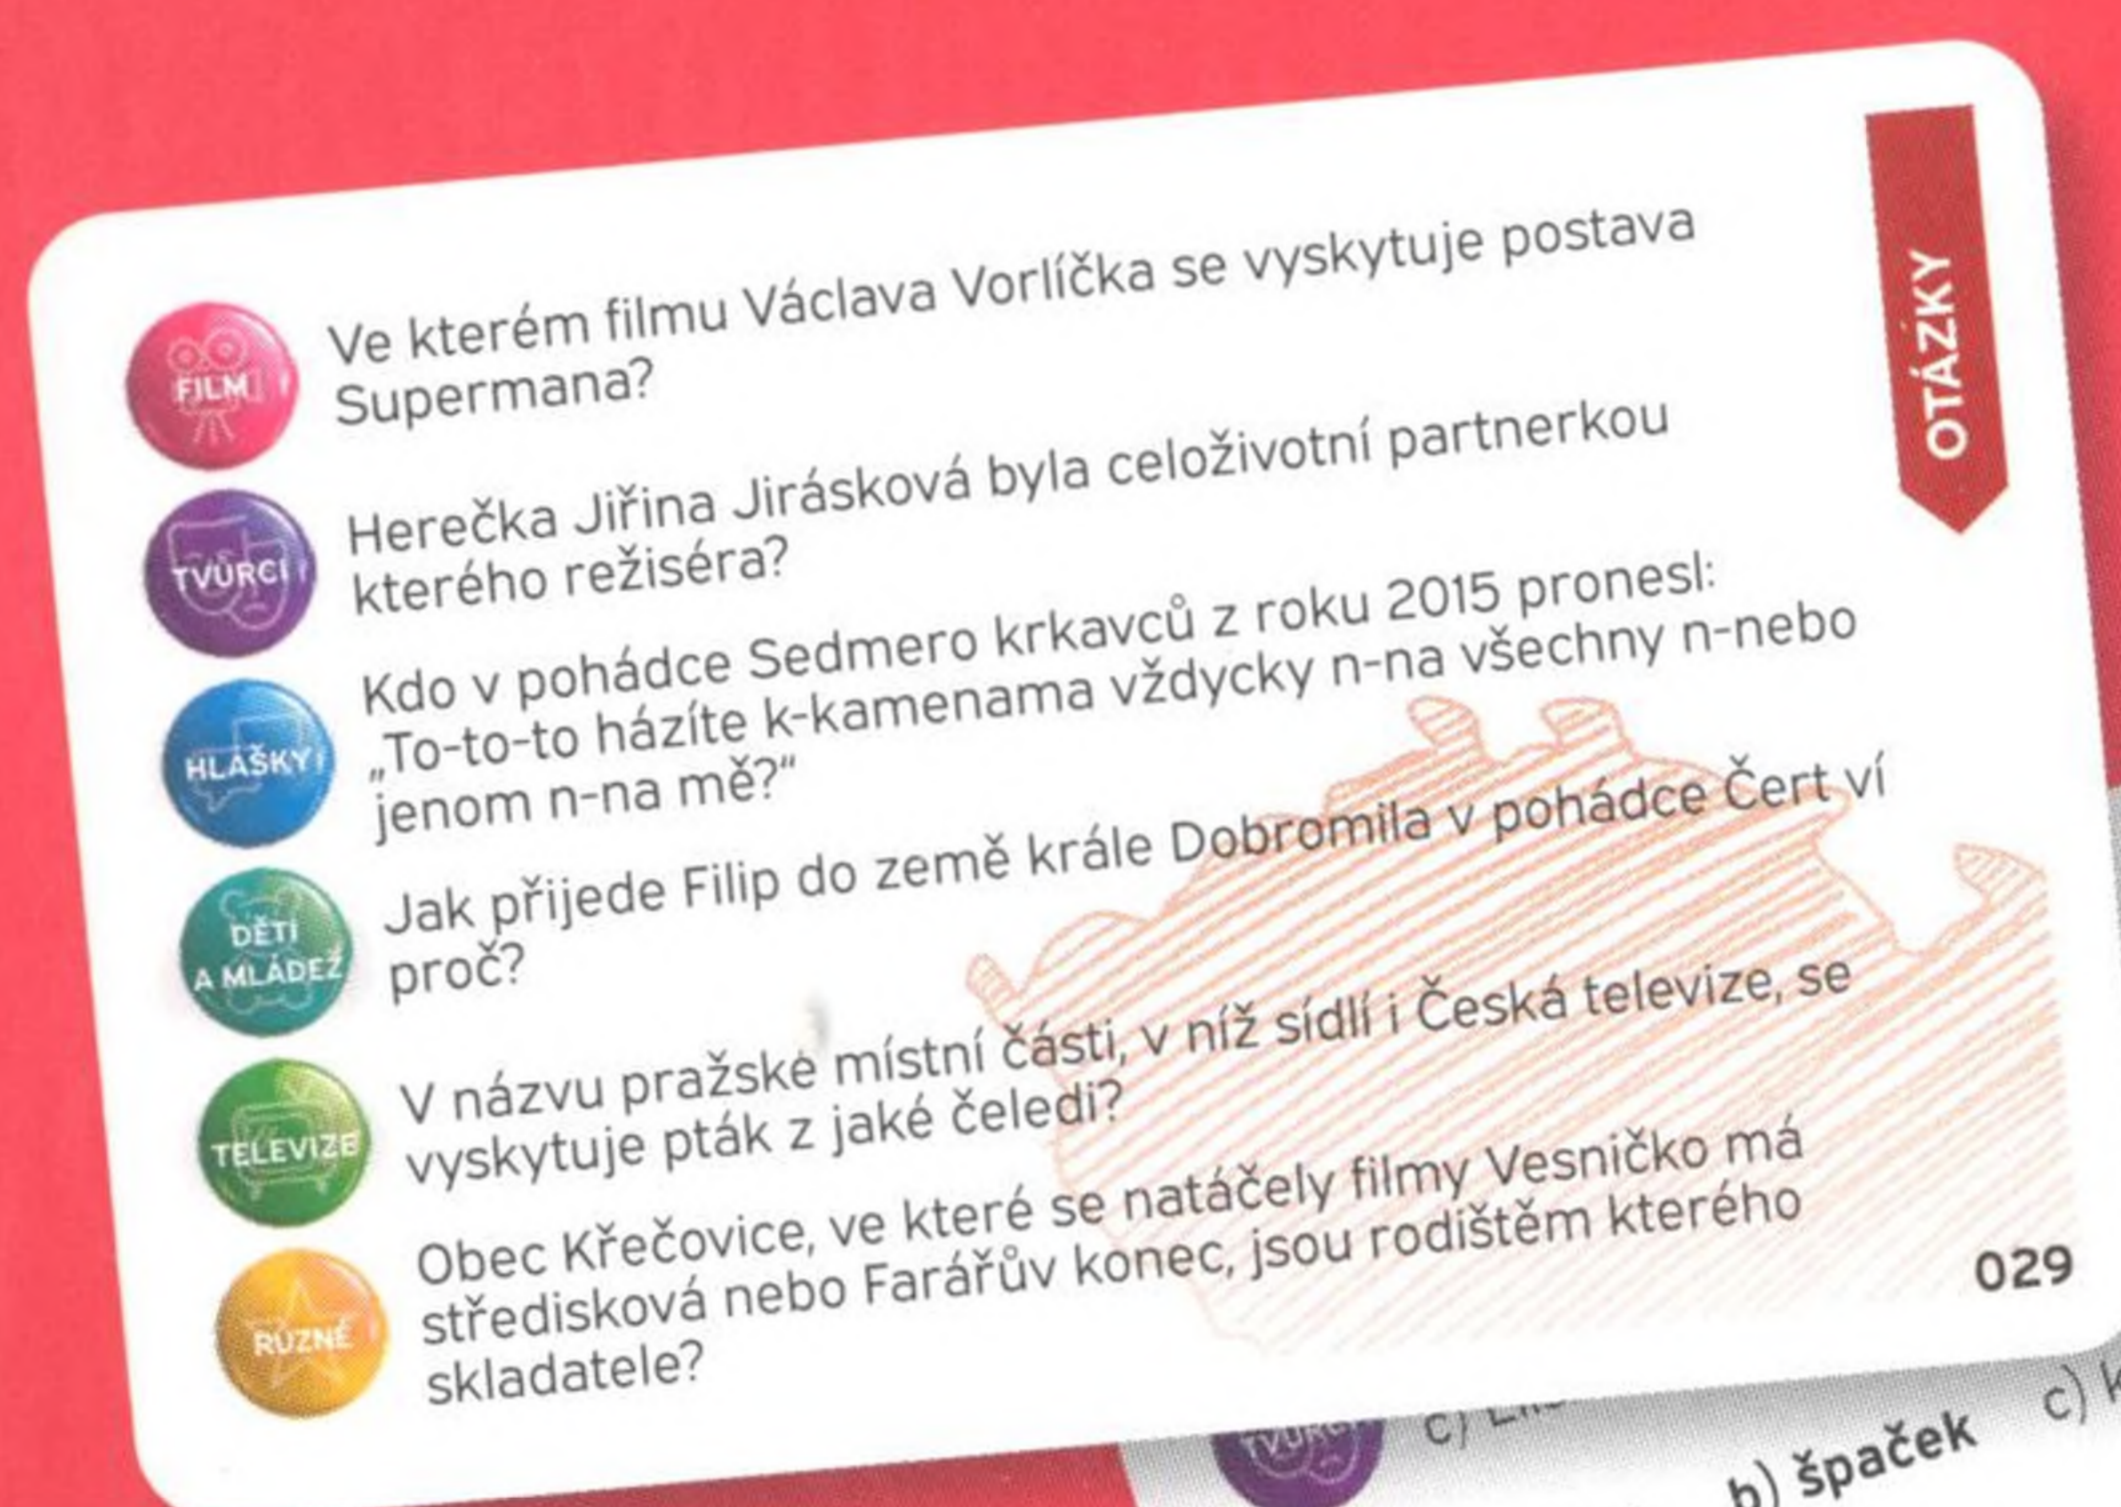 OTÁZKY
FILM
Ve kterém filmu Václava Vorlíčka se vyskytuje postava
Supermana?
TVŮRCI
Herečka Jiřina Jirásková byla celoživotní partnerkou
kterého režiséra?
HLÁŠKY
Kdo v pohádce Sedmero krkavců z roku 2015 pronesl:
„To-to-to házíte k-kamenama vždycky n-na všechny n-nebo
jenom n-na mě?“
DĚTI
A MLÁDEŽ
Jak přijede Filip do země krále Dobromila v pohádce Čert ví
proč?
TELEVIZE
V názvu pražské místní části, v níž sídlí i Česká televize, se
vyskytuje pták z jaké čeledi?
RŮZNÉ
Obec Křečovice, ve které se natáčely filmy Vesničko má
středisková nebo Farářův konec, jsou rodištěm kterého
skladatele?
029
TVŮRCI
c)
b) špaček c)